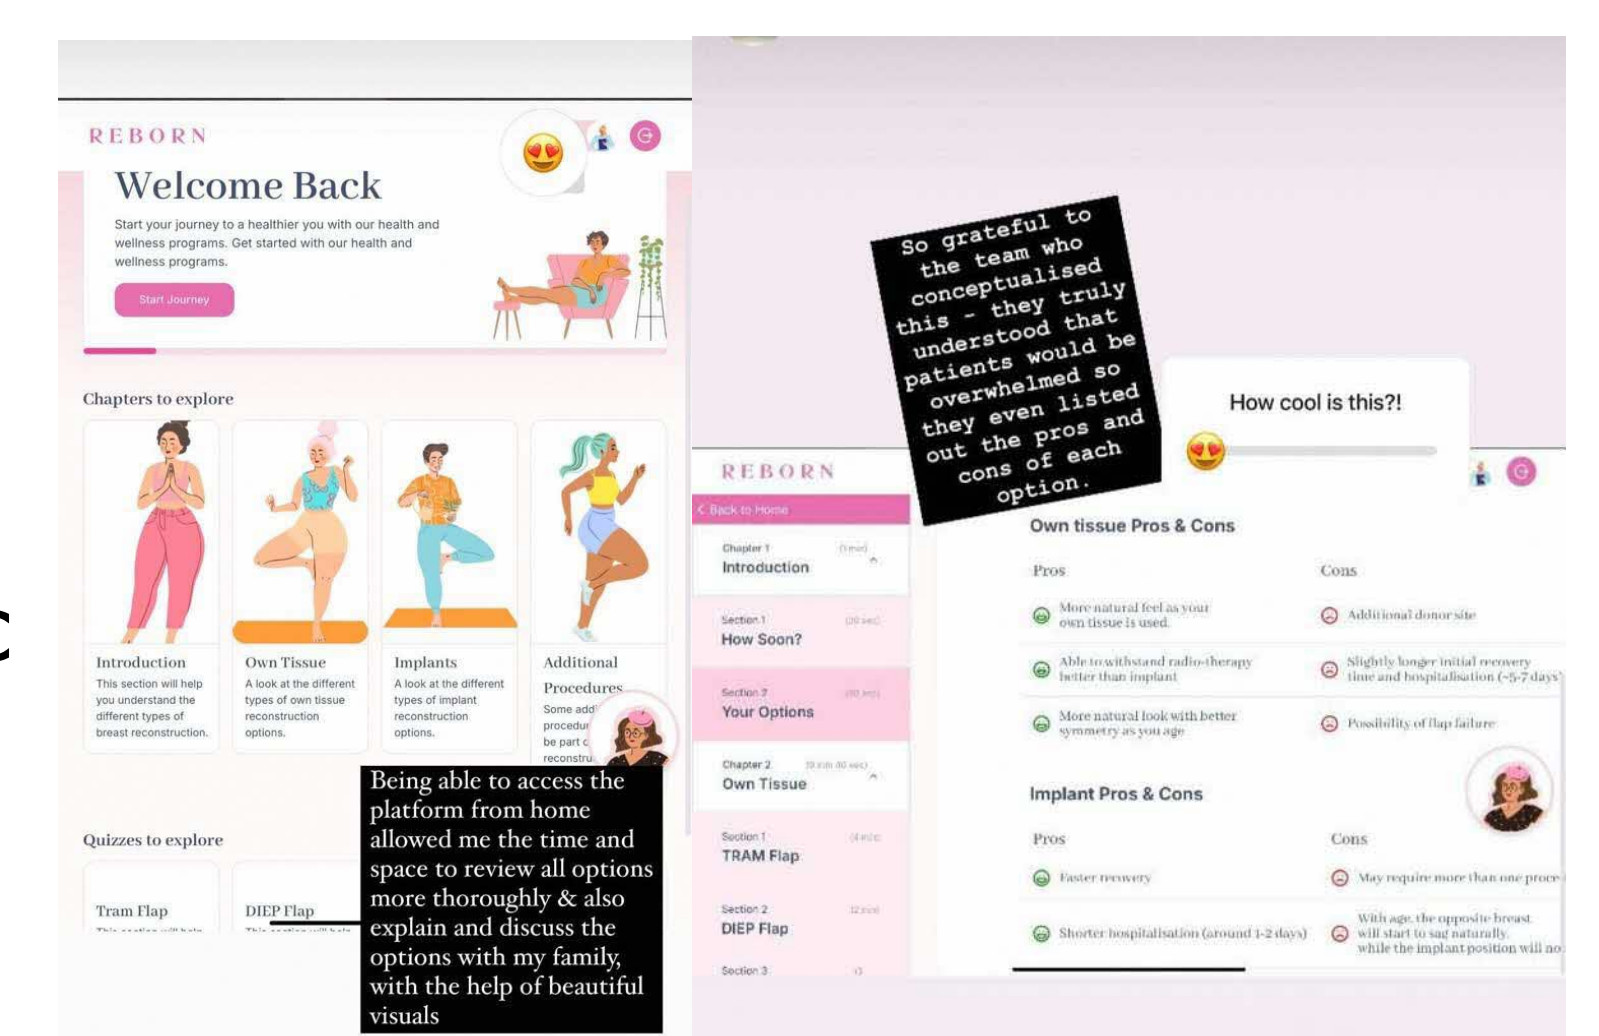 REBORN
Welcome Back
Start your journey to a healthier you with our health and
wellness programs. Get started with our health and
wellness programs.
Start Journey
Chapters to explore
Introduction
This section will help
you understand the
different types of
breast reconstruction.
Own Tissue
A look at the different
types of own tissue
reconstruction
options.
Implants
A look at the different
types of implant
reconstruction
options.
Additional
Procedures
Some
be part
Quizzes to explore
Tram Flap
DIEP Flap
Being able to access the
platform from home
allowed me the time and
space to review all options
more thoroughly & also
explain and discuss the
options with my family,
with the help of beautiful
visuals
So grateful to
the team who
conceptualised
this - they truly
understood that
patients would be
overwhelmed so
they even listed
out the pros and
cons of each
option.
How cool is this?!
REBORN
< Back to Home
Chapter 1
Introduction
Section 1
How Soon?
Section 2
Your Options
Chapter 2
Own Tissue
Section 1
TRAM Flap
Section 2
DIEP Flap
Section 3
Own tissue Pros & Cons
Pros
Cons
More natural feel as your
own tissue is used.
Additional donor site
Able to withstand radio-therapy
better than implant
Slightly longer initial recovery
time and hospitalisation (~5-7 days
More natural look with better
symmetry as you age
Possibility of flap failure
Implant Pros & Cons
Pros
Cons
Faster recovery
May require more than one
Shorter hospitalisation (around 1-2 days)
With age, the opposite breast
will start to sag naturally,
while the implant position will